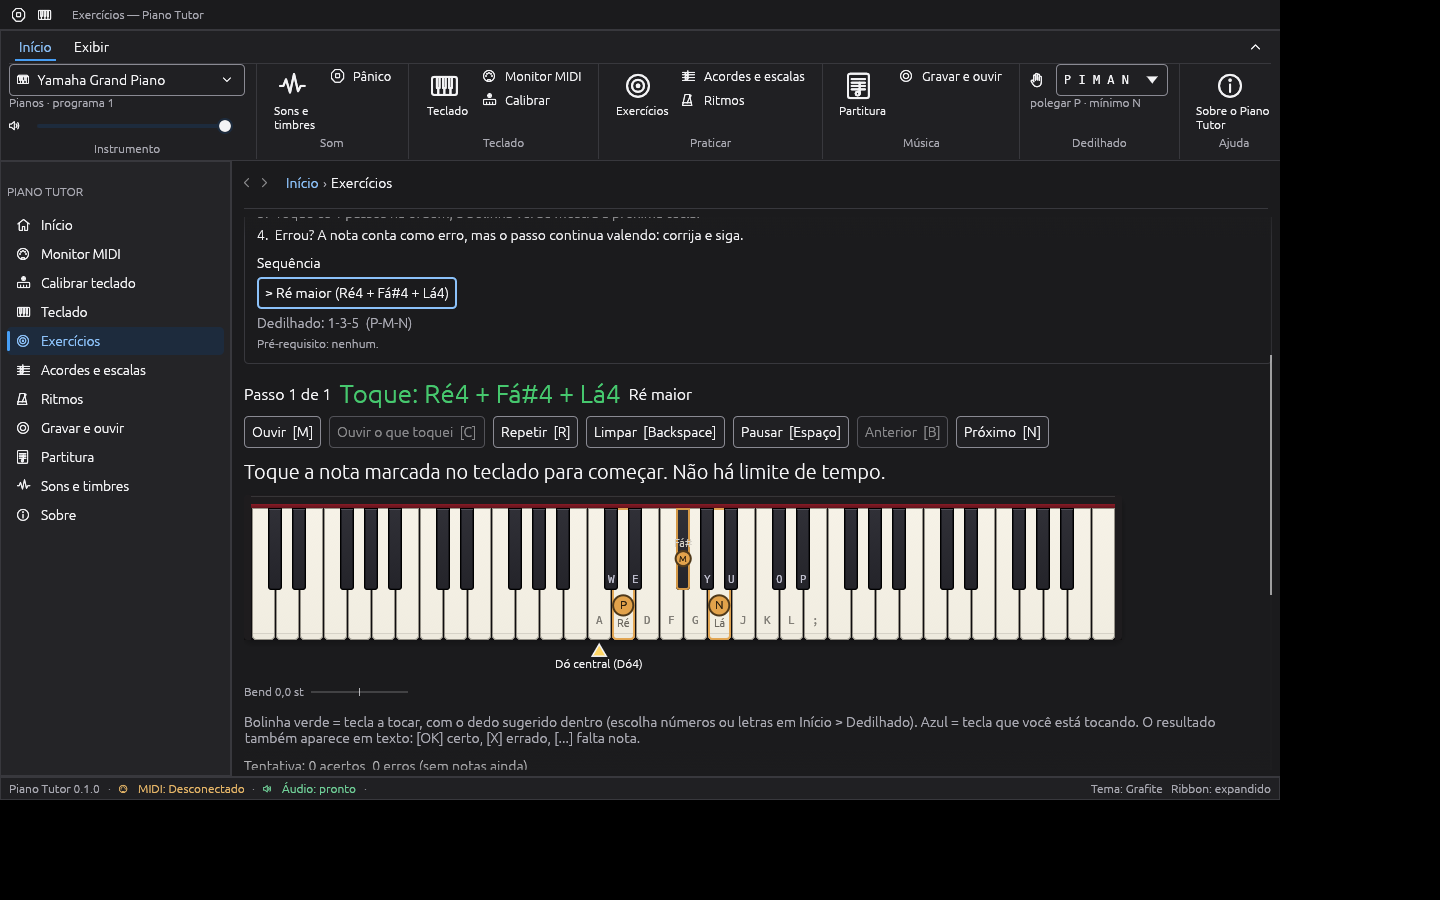 Exercícios — Piano Tutor
Início Exibir
Yamaha Grand Piano
Pianos · programa 1
Instrumento
Sons e timbres
Pânico
Som
Teclado
Monitor MIDI
Calibrar
Teclado
Exercícios
Acordes e escalas
Ritmos
Praticar
Partitura
Gravar e ouvir
Música
P I M A N
polegar P · mínimo N
Dedilhado
Sobre o Piano Tutor
Ajuda
PIANO TUTOR
Início
Monitor MIDI
Calibrar teclado
Teclado
Exercícios
Acordes e escalas
Ritmos
Gravar e ouvir
Partitura
Sons e timbres
Sobre
Início › Exercícios
4. Errou? A nota conta como erro, mas o passo continua valendo: corrija e siga.
Sequência
> Ré maior (Ré4 + Fá#4 + Lá4)
Dedilhado: 1-3-5 (P-M-N)
Pré-requisito: nenhum.
Passo 1 de 1 Toque: Ré4 + Fá#4 + Lá4 Ré maior
Ouvir [M] Ouvir o que toquei [C] Repetir [R] Limpar [Backspace] Pausar [Espaço] Anterior [B] Próximo [N]
Toque a nota marcada no teclado para começar. Não há limite de tempo.
Fá#
M
W E Y U O P
P N
A Ré D F G Lá J K L ;
Dó central (Dó4)
Bend 0,0 st
Bolinha verde = tecla a tocar, com o dedo sugerido dentro (escolha números ou letras em Início > Dedilhado). Azul = tecla que você está tocando. O resultado
também aparece em texto: [OK] certo, [X] errado, [...] falta nota.
Tentativa: 0 acertos 0 erros (sem notas ainda)
Piano Tutor 0.1.0 · MIDI: Desconectado · Áudio: pronto ·
Tema: Grafite Ribbon: expandido